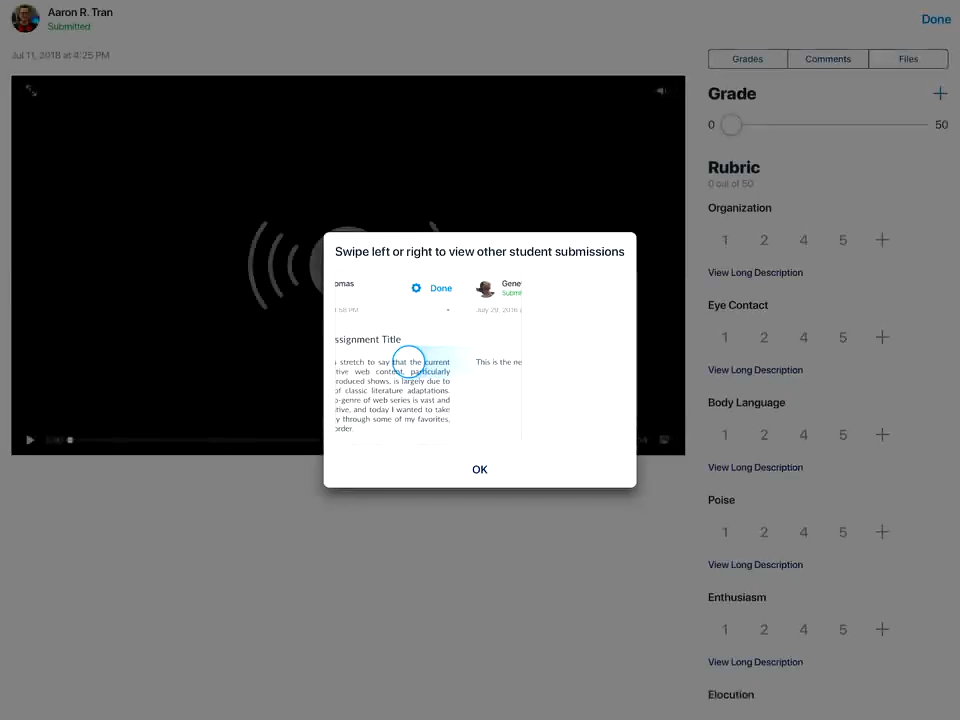 Aaron R. Tran
Submitted
Done
Jul 11, 2018 at 4:25 PM
Grades
Comments
Files
Grade
0
50
Rubric
0 out of 50
Organization
1 2 4 5
View Long Description
Eye Contact
1 2 4 5
View Long Description
Body Language
1 2 4 5
View Long Description
Poise
1 2 4 5
View Long Description
Enthusiasm
1 2 4 5
View Long Description
Elocution
Swipe left or right to view other student submissions
omas
Done
Gene
Submit
:58 PM
July 29, 2016
ssignment Title
stretch to say that the current
tive web content, particularly
roduced shows, is largely due to
of classic literature adaptations.
o-genre of web series is vast and
itive, and today I wanted to take
y through some of my favorites,
order.
This is the ne
OK